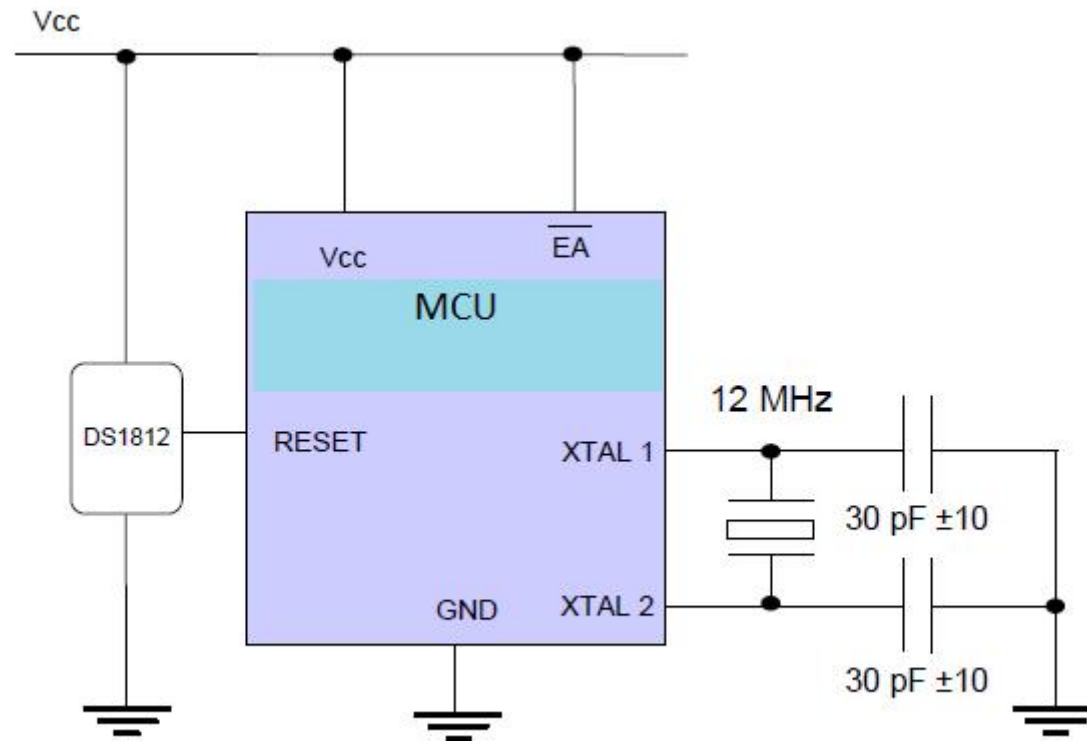 Vcc
Vcc
EA
MCU
DS1812
RESET
12 MHz
XTAL 1
30 pF ±10
GND
XTAL 2
30 pF ±10